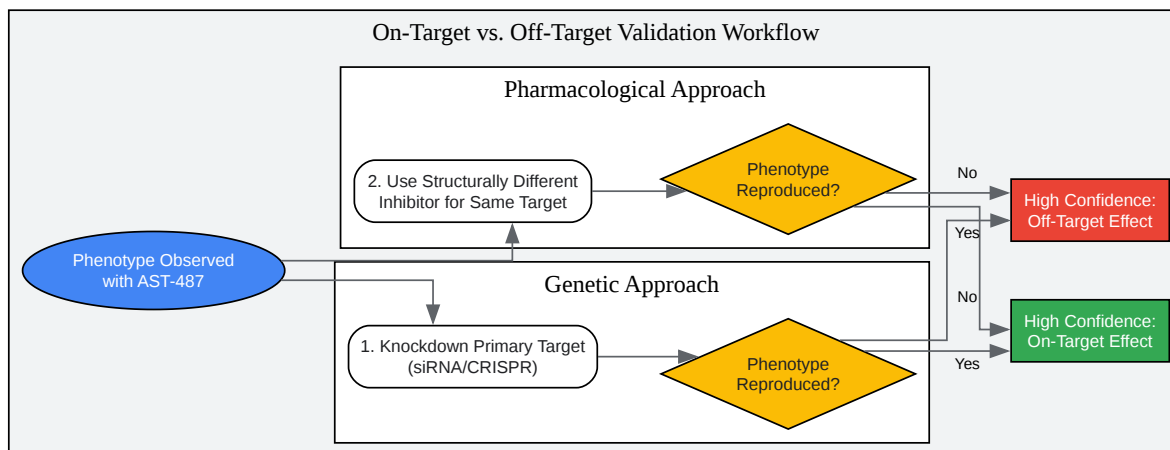 On-Target vs. Off-Target Validation Workflow
Pharmacological Approach
2. Use Structurally Different
Inhibitor for Same Target
Phenotype
Reproduced?
No
Yes
High Confidence:
Off-Target Effect
Phenotype Observed
with AST-487
Genetic Approach
1. Knockdown Primary Target
(siRNA/CRISPR)
Phenotype
Reproduced?
No
Yes
High Confidence:
On-Target Effect